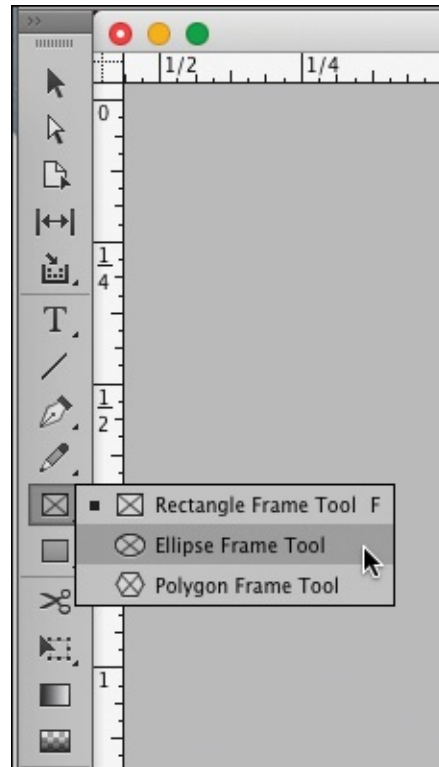 >>
1/2 1/4
0
1
4
T
1
2
Rectangle Frame Tool F
Ellipse Frame Tool
Polygon Frame Tool
1